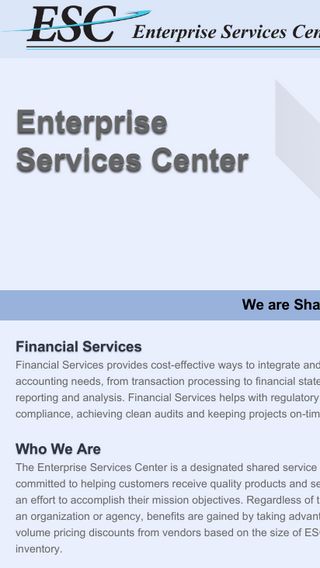 ESC Enterprise Services Cen
Enterprise
Services Center
We are Sha
Financial Services
Financial Services provides cost-effective ways to integrate and
accounting needs, from transaction processing to financial state
reporting and analysis. Financial Services helps with regulatory
compliance, achieving clean audits and keeping projects on-tim
Who We Are
The Enterprise Services Center is a designated shared service
committed to helping customers receive quality products and se
an effort to accomplish their mission objectives. Regardless of t
an organization or agency, benefits are gained by taking advant
volume pricing discounts from vendors based on the size of ESC
inventory.